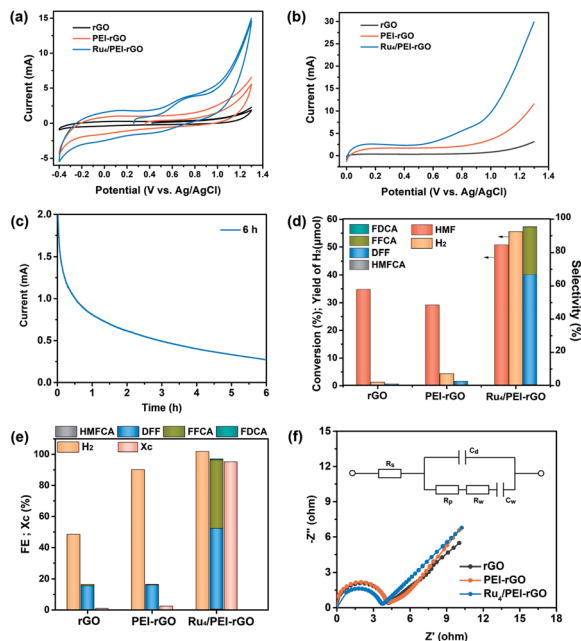 (a)
rGO
PEI-rGO
Ru₄/PEI-rGO
Current (mA)
15
10
5
0
-5
-0.4 -0.2 0.0 0.2 0.4 0.6 0.8 1.0 1.2 1.4
Potential (V vs. Ag/AgCl)
(b)
rGO
PEI-rGO
Ru₄/PEI-rGO
Current (mA)
30
25
20
15
10
5
0
0.0 0.2 0.4 0.6 0.8 1.0 1.2 1.4
Potential (V vs. Ag/AgCl)
(c)
6 h
Current (mA)
2.0
1.5
1.0
0.5
0.0
0 1 2 3 4 5 6
Time (h)
(d)
FDCA
FFCA
DFF
HMFCA
HMF
H₂
Conversion (%); Yield of H₂(μmol)
60
50
40
30
20
10
0
Selectivity (%)
100
80
60
40
20
0
rGO PEI-rGO Ru₄/PEI-rGO
(e)
HMFCA DFF FFCA FDCA
H₂ Xc
FE ; Xc (%)
100
80
60
40
20
0
rGO PEI-rGO Ru₄/PEI-rGO
(f)
-Z'' (ohm)
15
12
9
6
3
0
Rs
Cd
Rp Rw Cw
rGO
PEI-rGO
Ru₄/PEI-rGO
0 3 6 9 12 15 18
Z' (ohm)